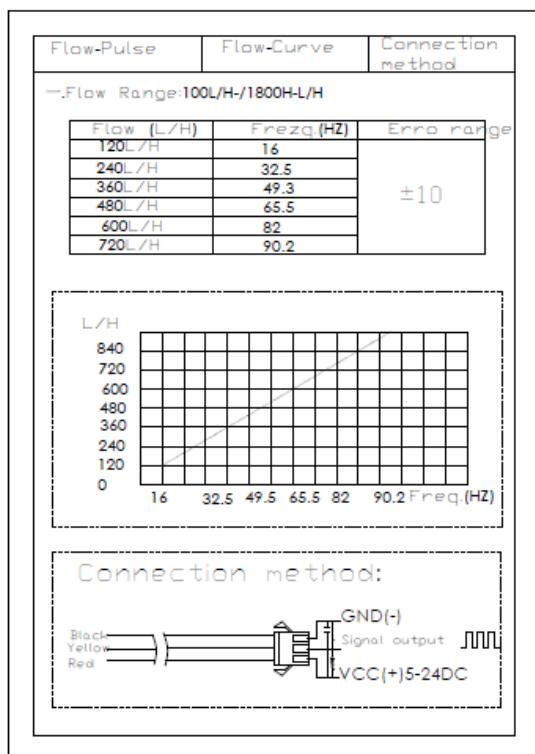 Flow-Pulse Flow-Curve Connection method
一.Flow Range:100L/H-/1800H-L/H
Flow (L/H) Frezq.(HZ) Erro range
120L/H 16
240L/H 32.5
360L/H 49.3
480L/H 65.5
600L/H 82
720L/H 90.2
±10
L/H
840
720
600
480
360
240
120
0
16 32.5 49.5 65.5 82 90.2 Freq.(HZ)
Connection method:
GND(-)
Black
Signal output
Yellow
Red
VCC(+)5-24DC